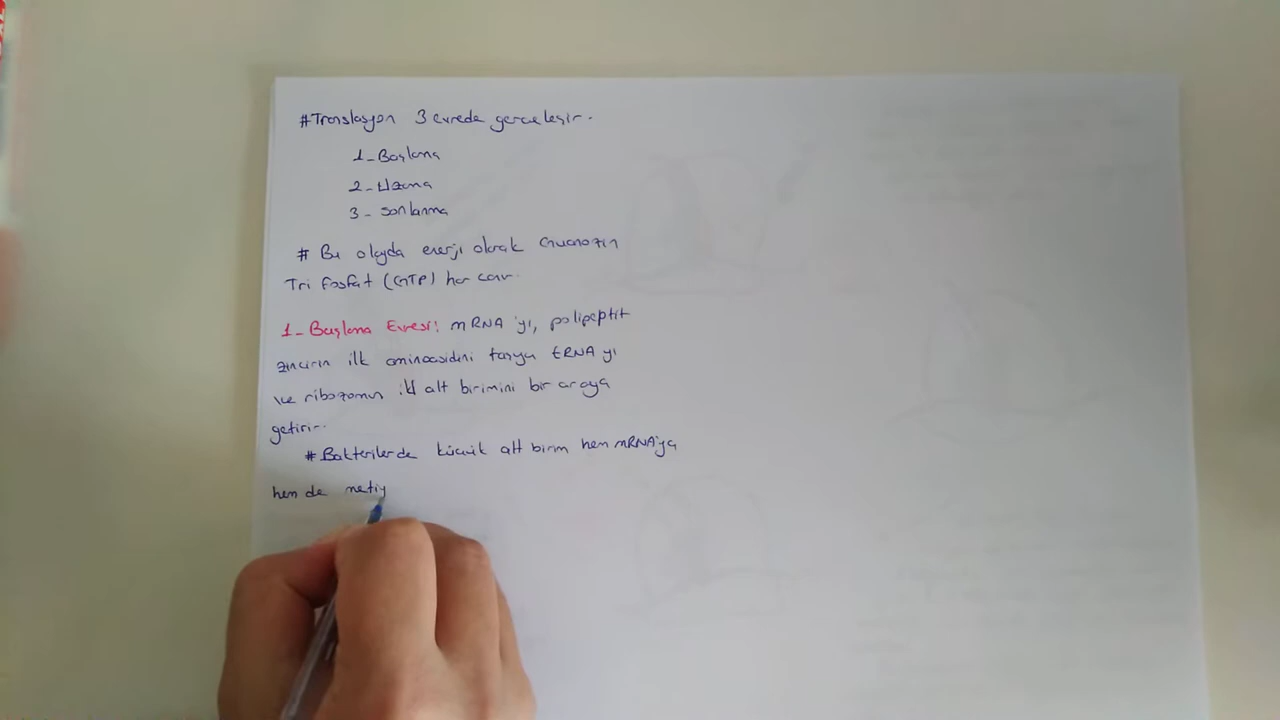 #Translasyon 3 evrede gerçekleşir.
1-Başlama
2-Uzama
3-Sonlanma
# Bu olayda enerji olarak Guanozin
Tri fosfat (GTP) harcanır.
1-Başlama Evresi: mRNA'yı, polipeptit
zincirin ilk aminoasidini taşıyan tRNA yı
ve ribozomun iki alt birimini bir araya
getirir.
#Bakterilerde küçük alt birim hem mRNA'ya
hem de metiy